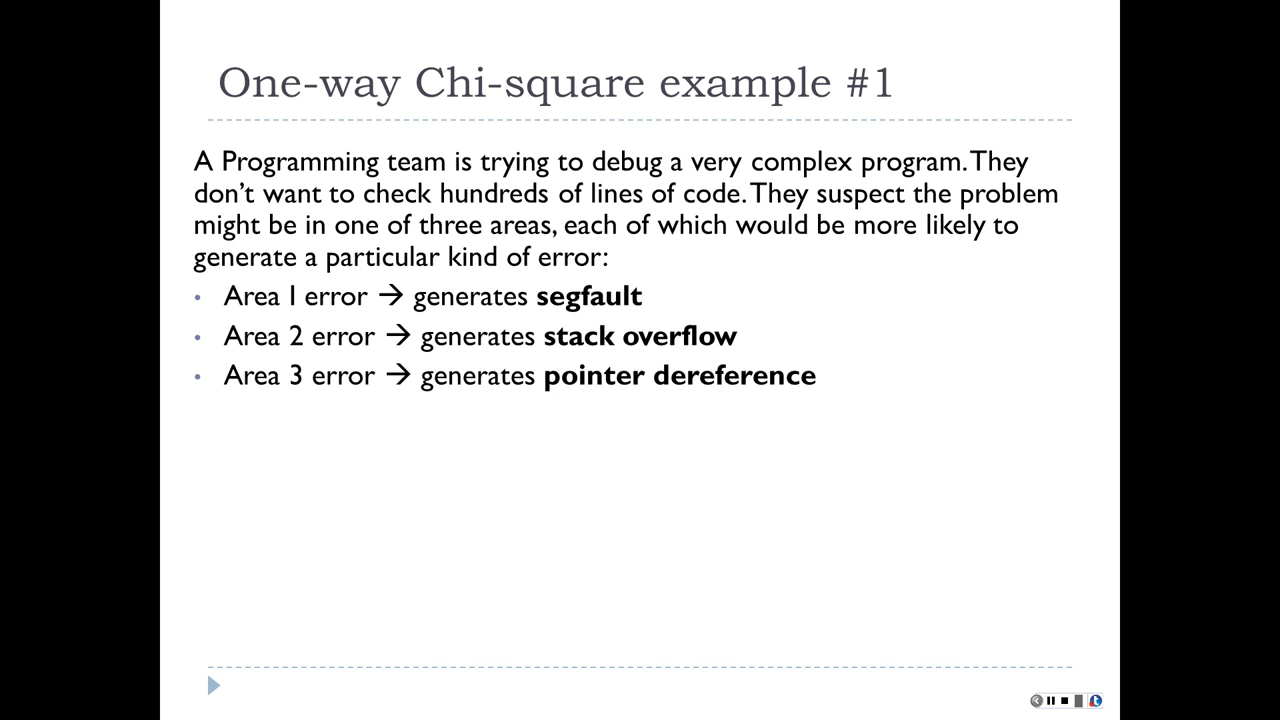 One-way Chi-square example #1
A Programming team is trying to debug a very complex program. They
don’t want to check hundreds of lines of code. They suspect the problem
might be in one of three areas, each of which would be more likely to
generate a particular kind of error:
• Area 1 error → generates segfault
• Area 2 error → generates stack overflow
• Area 3 error → generates pointer dereference